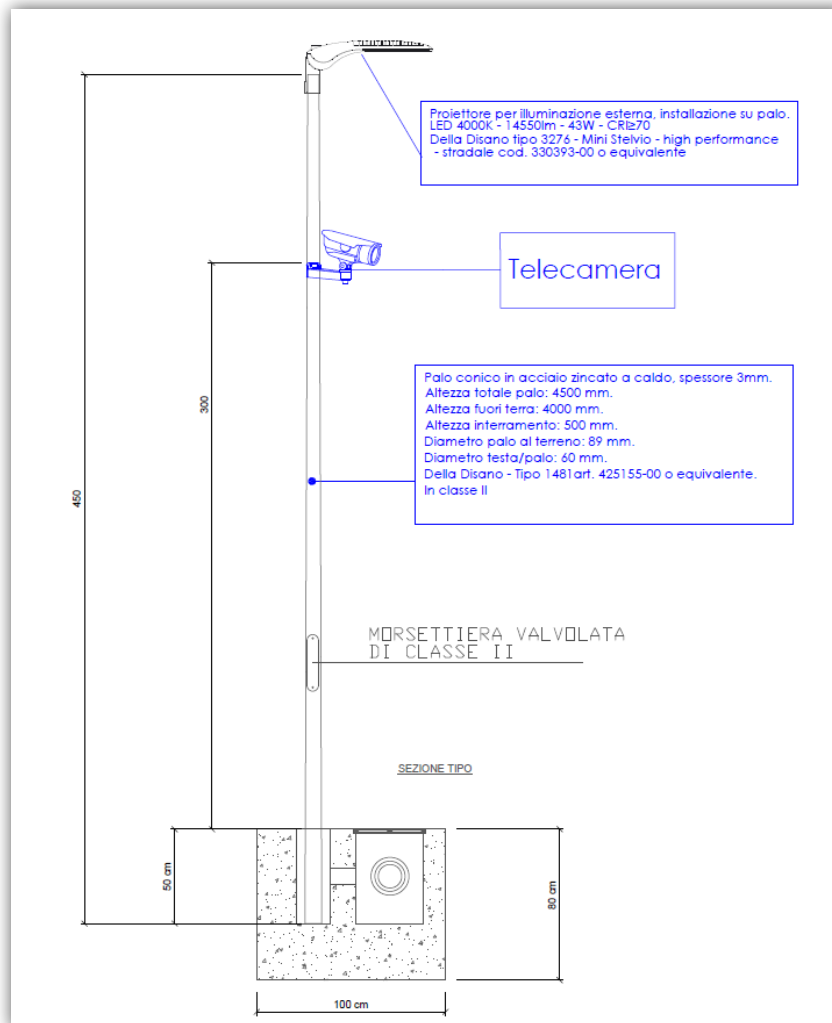 Proiettore per illuminazione esterna, installazione su palo.
LED 4000K - 14550lm - 43W - CRI≥70
Della Disano tipo 3276 - Mini Stelvio - high performance
- stradale cod. 330393-00 o equivalente
Telecamera
300
450
Palo conico in acciaio zincato a caldo, spessore 3mm.
Altezza totale palo: 4500 mm.
Altezza fuori terra: 4000 mm.
Altezza interramento: 500 mm.
Diametro palo al terreno: 89 mm.
Diametro testa/palo: 60 mm.
Della Disano - Tipo 1481art. 425155-00 o equivalente.
In classe II
MORSETTIERA VALVOLATA
DI CLASSE II
SEZIONE TIPO
50 cm
80 cm
100 cm